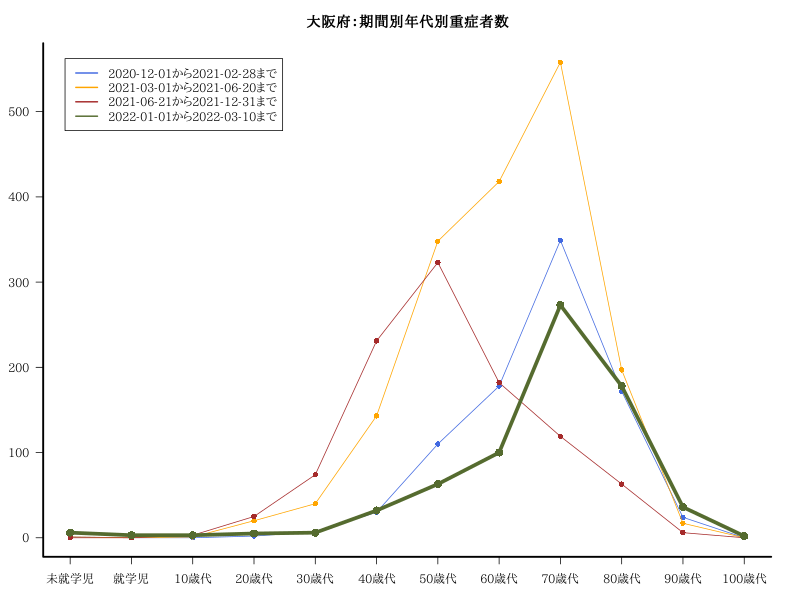 大阪府：期間別年代別重症者数
2020-12-01から2021-02-28まで
2021-03-01から2021-06-20まで
2021-06-21から2021-12-31まで
2022-01-01から2022-03-10まで
500
400
300
200
100
0
未就学児 就学児 10歳代 20歳代 30歳代 40歳代 50歳代 60歳代 70歳代 80歳代 90歳代 100歳代